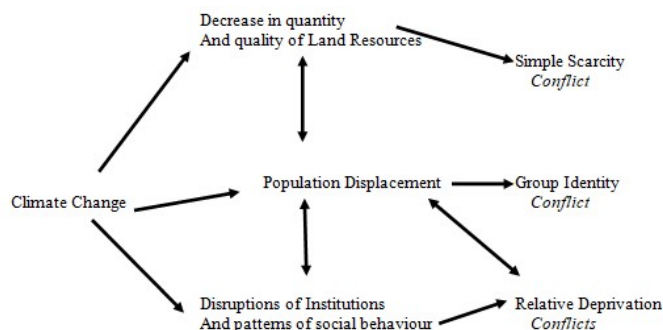 Decrease in quantity
And quality of Land Resources
Simple Scarcity
Conflict
Climate Change
Population Displacement
Group Identity
Conflict
Disruptions of Institutions
And patterns of social behaviour
Relative Deprivation
Conflicts